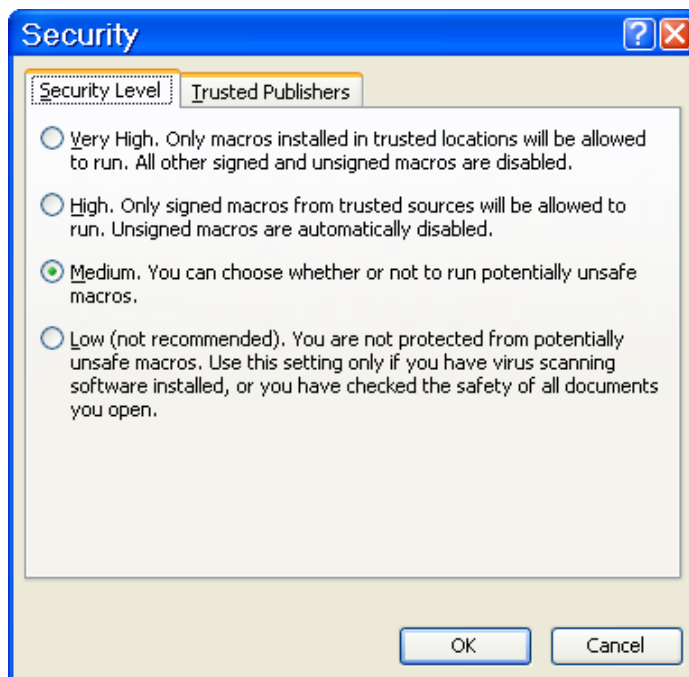 Security
Security Level
Trusted Publishers
Very High. Only macros installed in trusted locations will be allowed
to run. All other signed and unsigned macros are disabled.
High. Only signed macros from trusted sources will be allowed to
run. Unsigned macros are automatically disabled.
Medium. You can choose whether or not to run potentially unsafe
macros.
Low (not recommended). You are not protected from potentially
unsafe macros. Use this setting only if you have virus scanning
software installed, or you have checked the safety of all documents
you open.
OK
Cancel